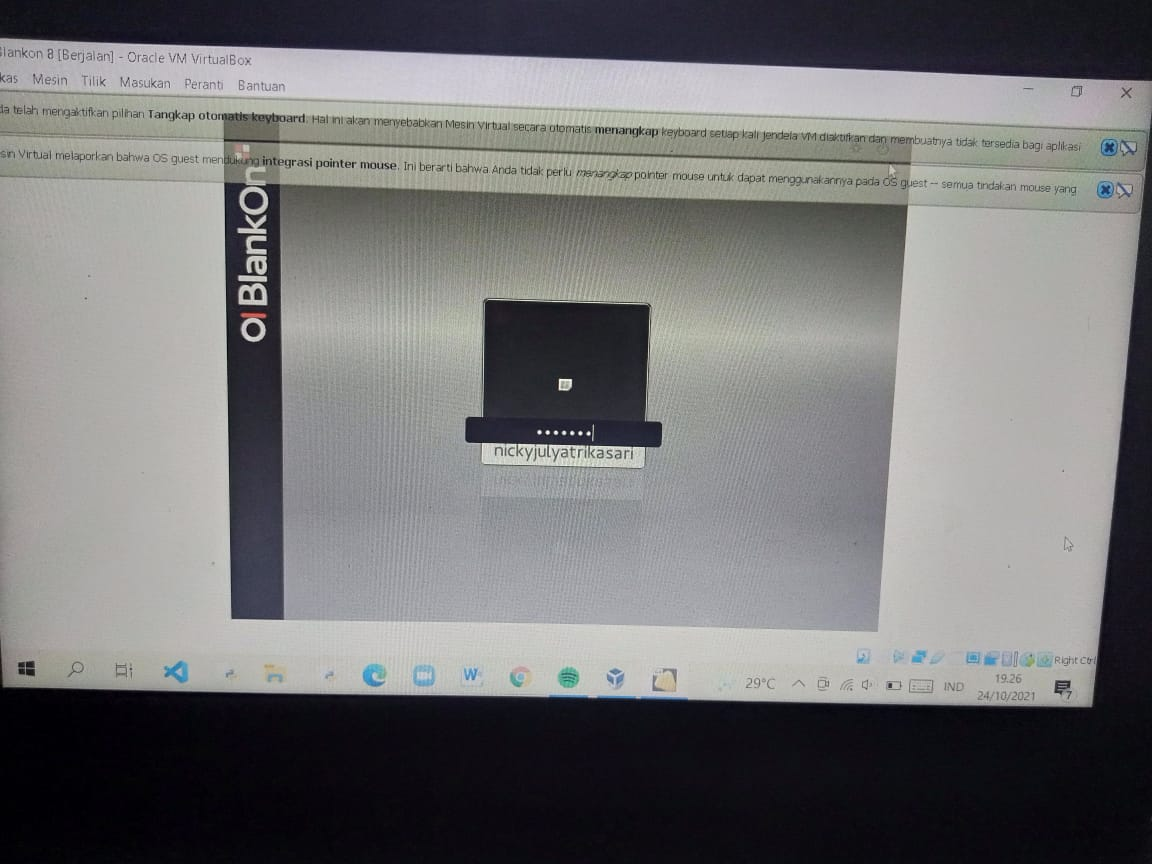 lankon 8 [Berjalan] - Oracle VM VirtualBox
kas Mesin Tilik Masukan Peranti Bantuan
da telah mengaktifkan pilihan Tangkap otomatis keyboard. Hal ini akan menyebabkan Mesin Virtual secara otomatis menangkap keyboard setiap kali jendela VM diaktifkan dan membuatnya tidak tersedia bagi aplikasi
sin Virtual melaporkan bahwa OS guest mendukung integrasi pointer mouse. Ini berarti bahwa Anda tidak perlu menangkap pointer mouse untuk dapat menggunakannya pada OS guest -- semua tindakan mouse yang
BlankOn
nickyjulyatrikasari
Right Ctrl
29°C IND 19.26
24/10/2021
7